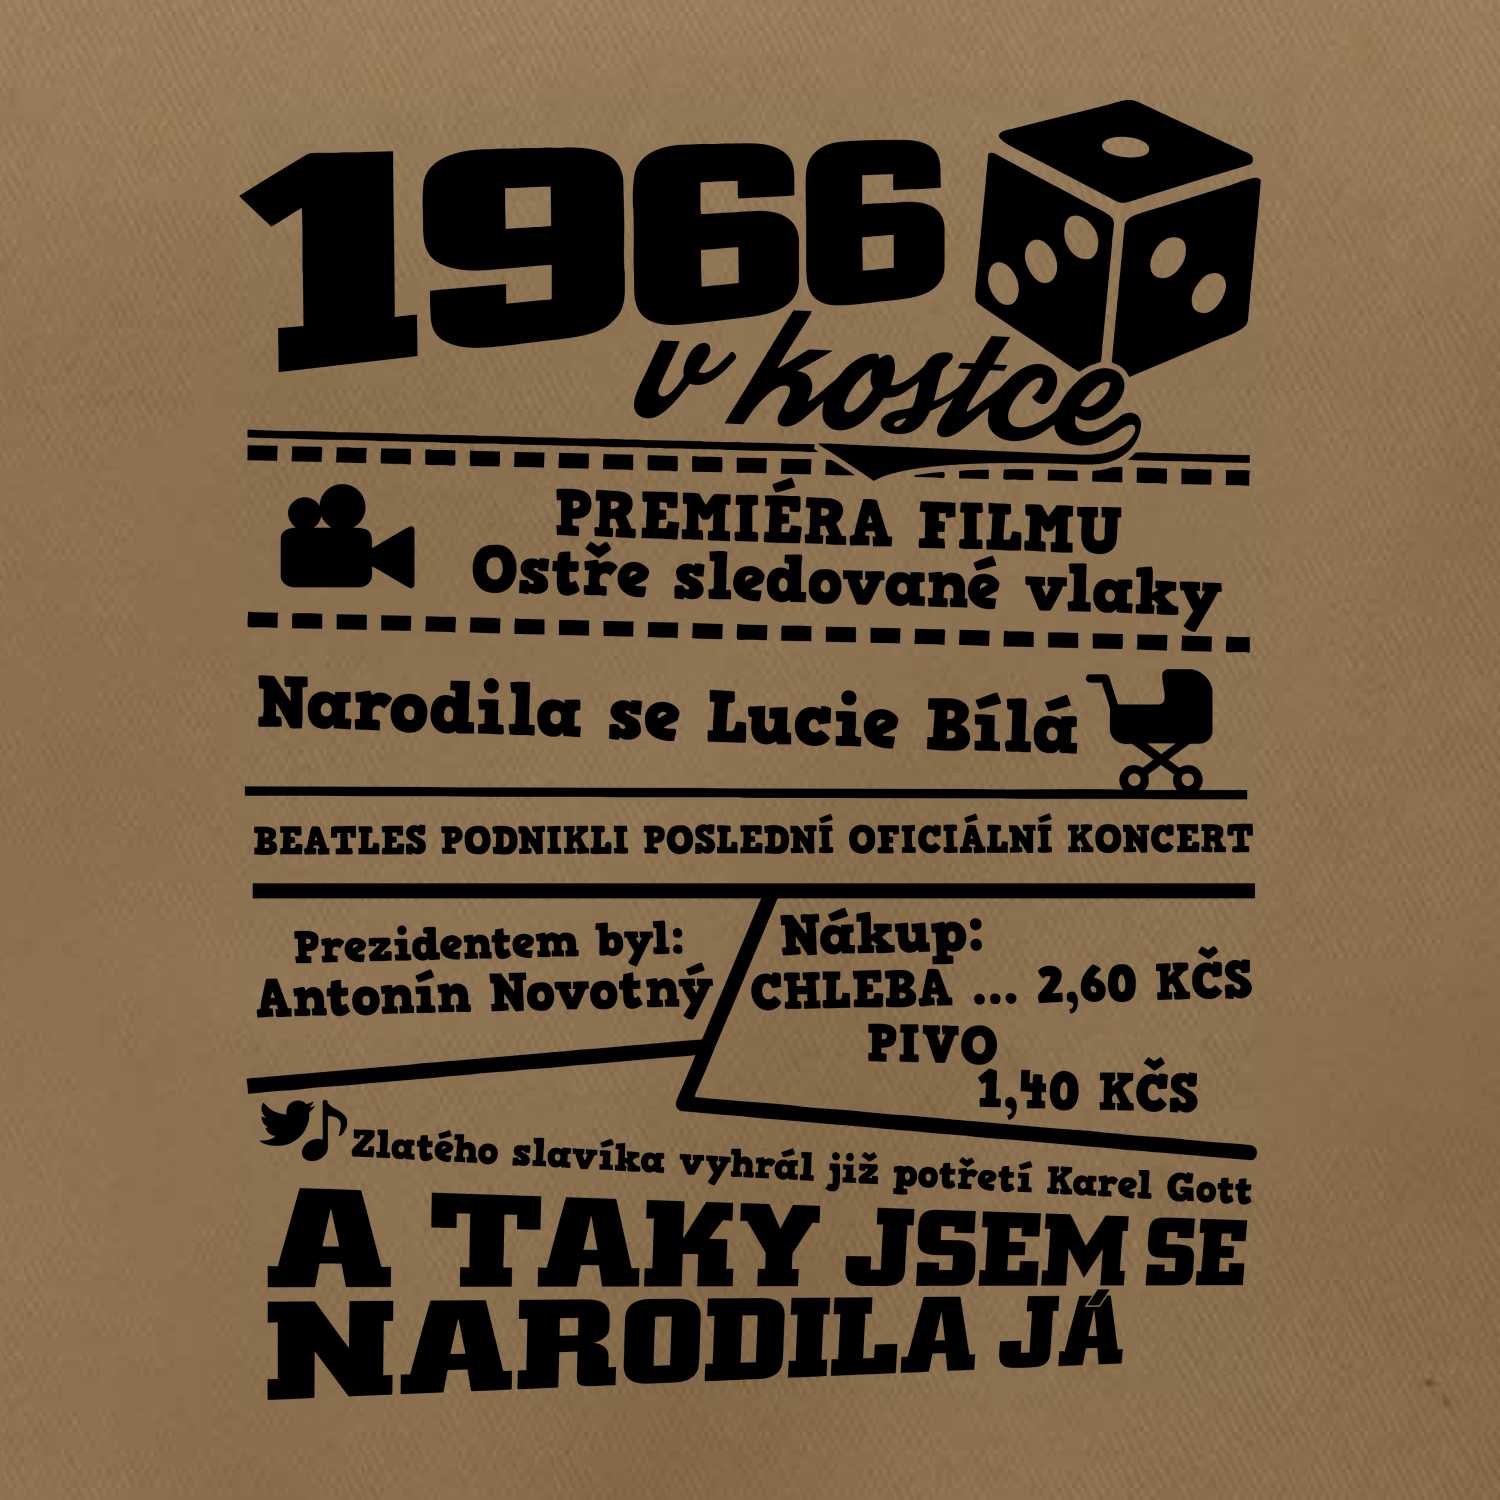 1966
v kostce
PREMIÉRA FILMU
Ostře sledované vlaky
Narodila se Lucie Bílá
BEATLES PODNIKLI POSLEDNÍ OFICIÁLNÍ KONCERT
Prezidentem byl:
Antonín Novotný
Nákup:
CHLEBA ... 2,60 KČS
PIVO
1,40 KČS
Zlatého slavíka vyhrál již potřetí Karel Gott
A TAKY JSEM SE
NARODILA JÁ